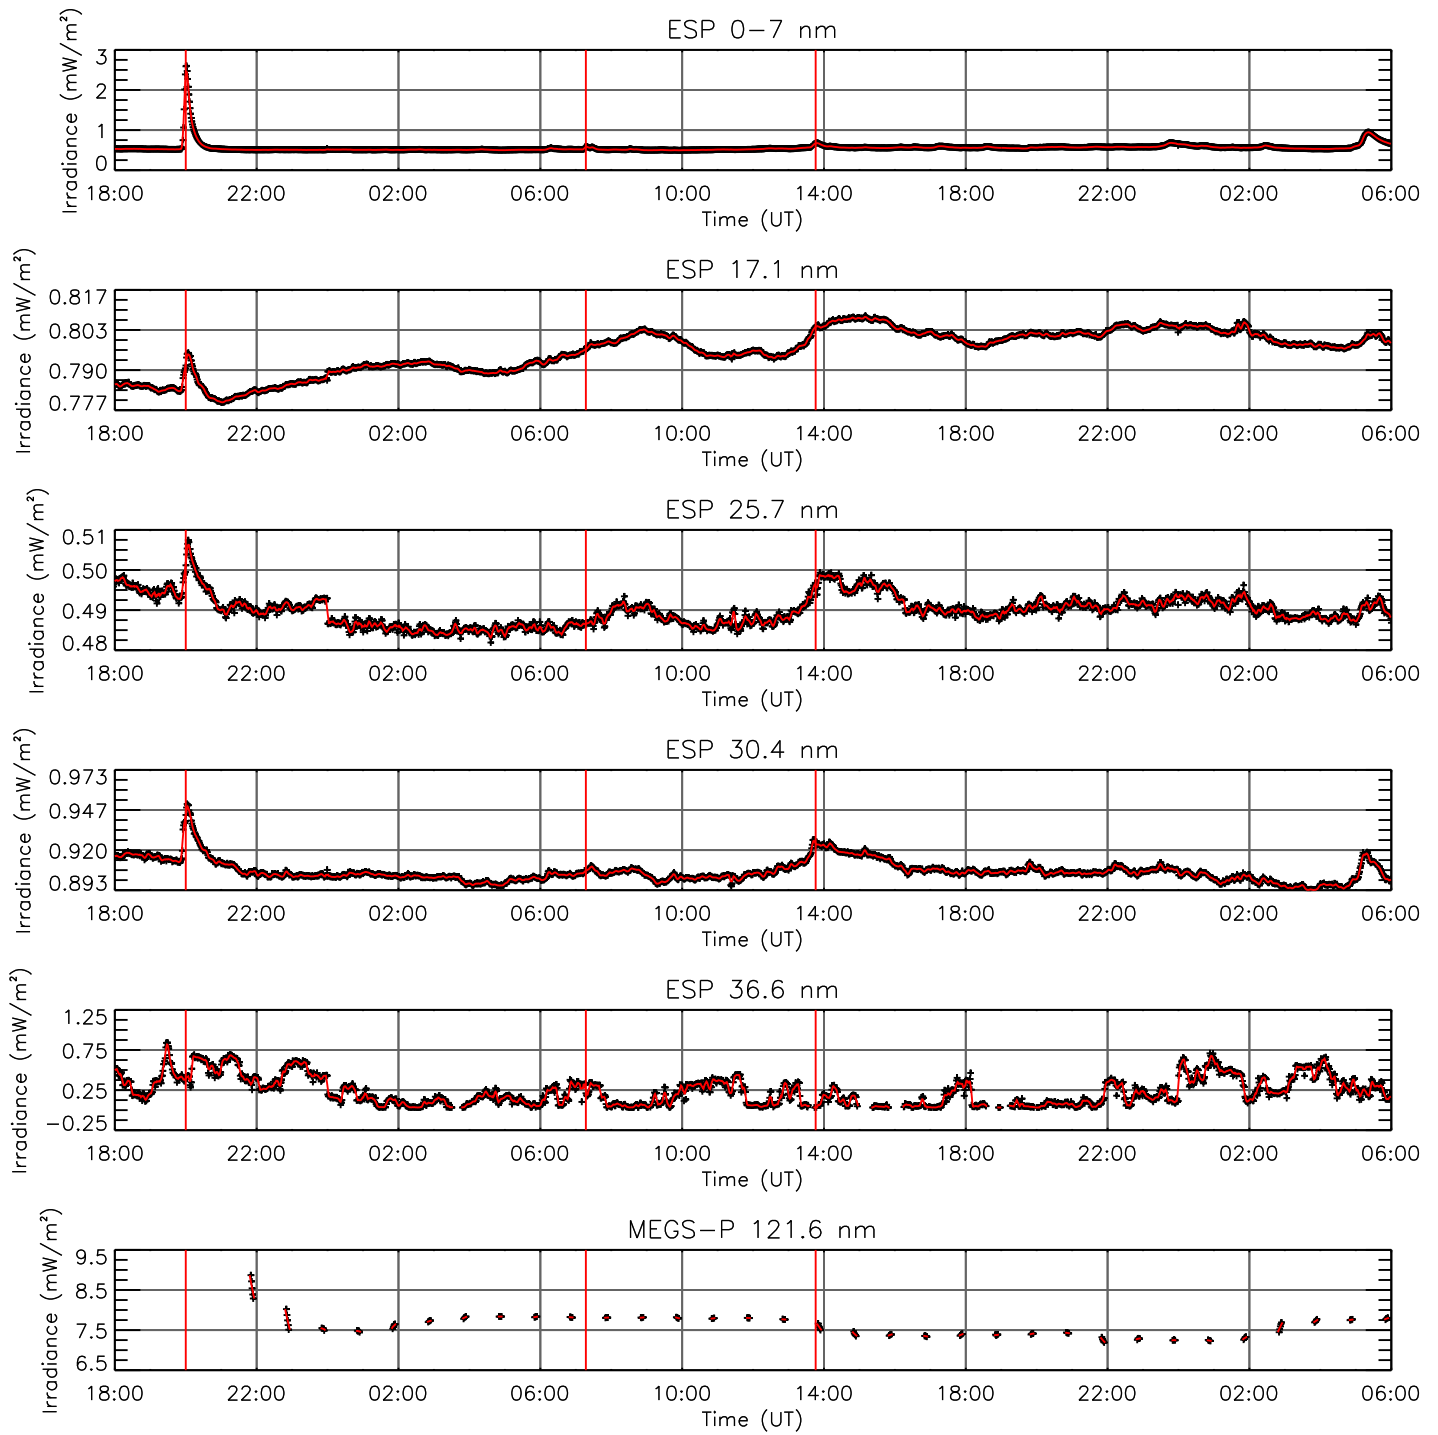 ESP 0-7 nm
Irradiance (mW/m²)
3
2
1
0
18:00 22:00 02:00 06:00 10:00 14:00 18:00 22:00 02:00 06:00
Time (UT)
ESP 17.1 nm
Irradiance (mW/m²)
0.817
0.803
0.790
0.777
18:00 22:00 02:00 06:00 10:00 14:00 18:00 22:00 02:00 06:00
Time (UT)
ESP 25.7 nm
Irradiance (mW/m²)
0.51
0.50
0.49
0.48
18:00 22:00 02:00 06:00 10:00 14:00 18:00 22:00 02:00 06:00
Time (UT)
ESP 30.4 nm
Irradiance (mW/m²)
0.973
0.947
0.920
0.893
18:00 22:00 02:00 06:00 10:00 14:00 18:00 22:00 02:00 06:00
Time (UT)
ESP 36.6 nm
Irradiance (mW/m²)
1.25
0.75
0.25
-0.25
18:00 22:00 02:00 06:00 10:00 14:00 18:00 22:00 02:00 06:00
Time (UT)
MEGS-P 121.6 nm
Irradiance (mW/m²)
9.5
8.5
7.5
6.5
18:00 22:00 02:00 06:00 10:00 14:00 18:00 22:00 02:00 06:00
Time (UT)